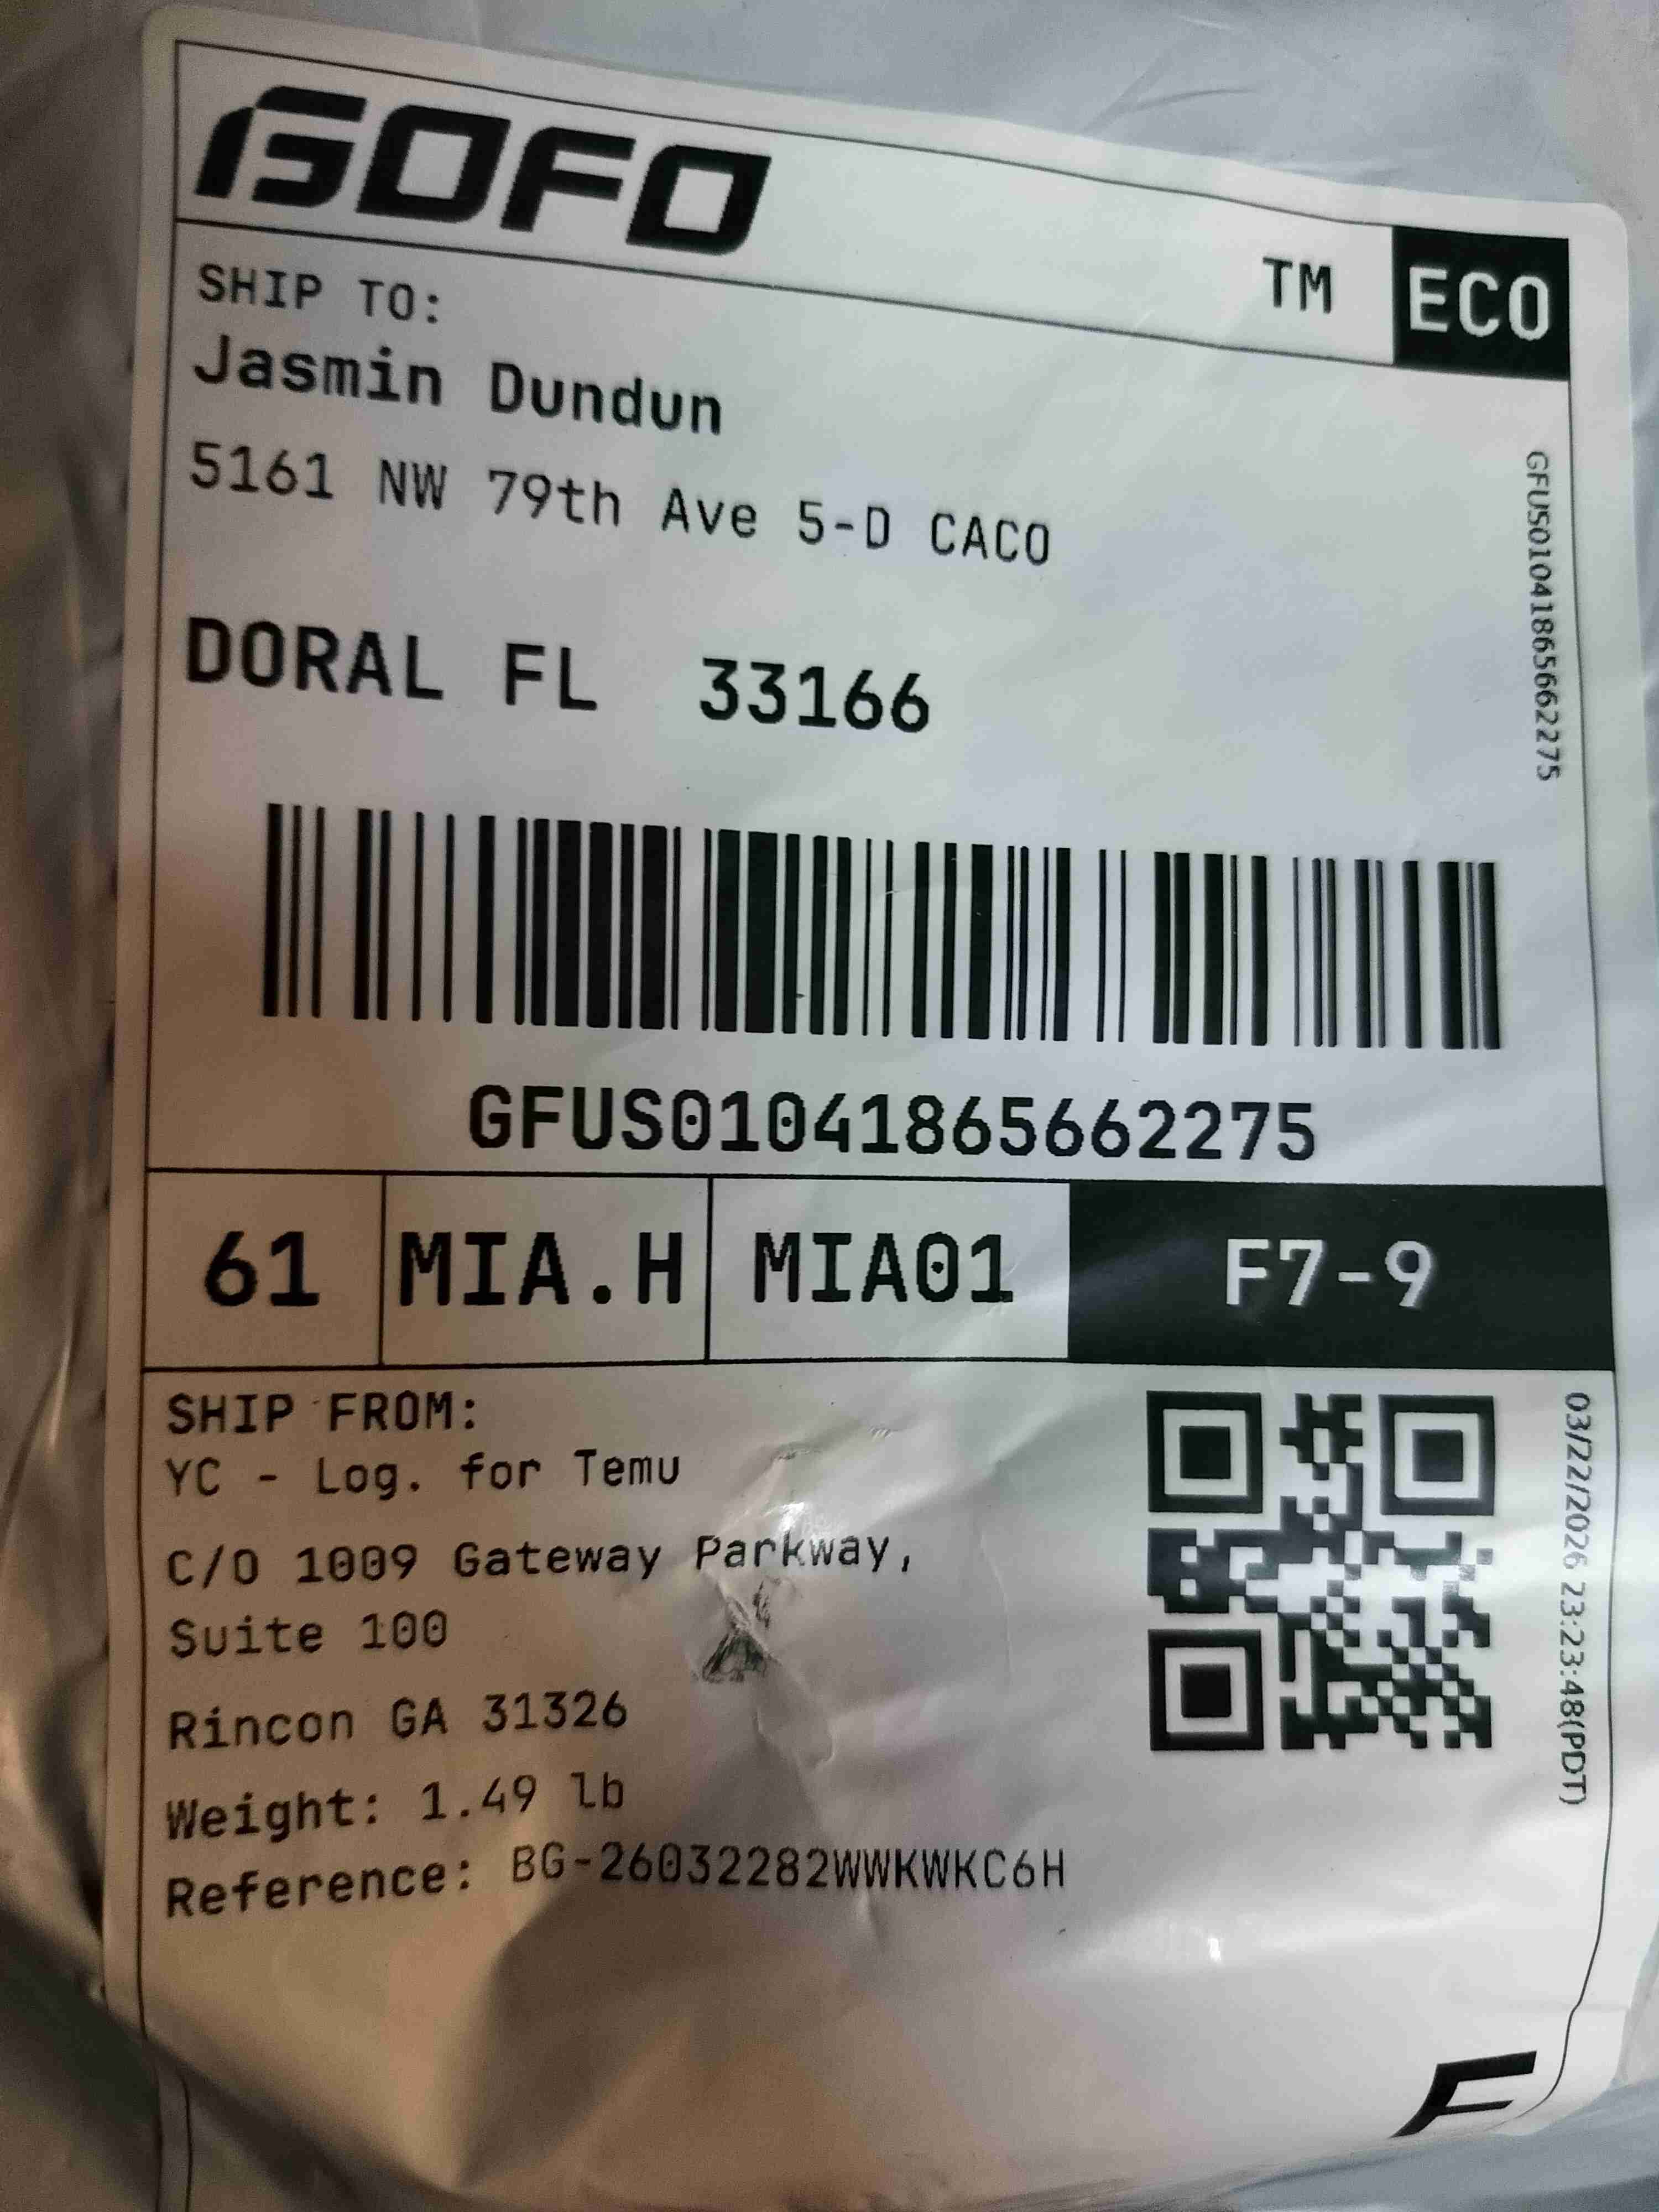 GOFO
TM ECO
SHIP TO:
Jasmin Dundun
5161 NW 79th Ave 5-D CACO
DORAL FL 33166
GFUS01041865662275
GFUS01041865662275
61 MIA.H MIA01 F7-9
SHIP FROM:
YC - Log. for Temu
C/O 1009 Gateway Parkway,
Suite 100
Rincon GA 31326
Weight: 1.49 lb
Reference: BG-26032282WWKWKC6H
03/22/2026 23:23:48(PDT)
F